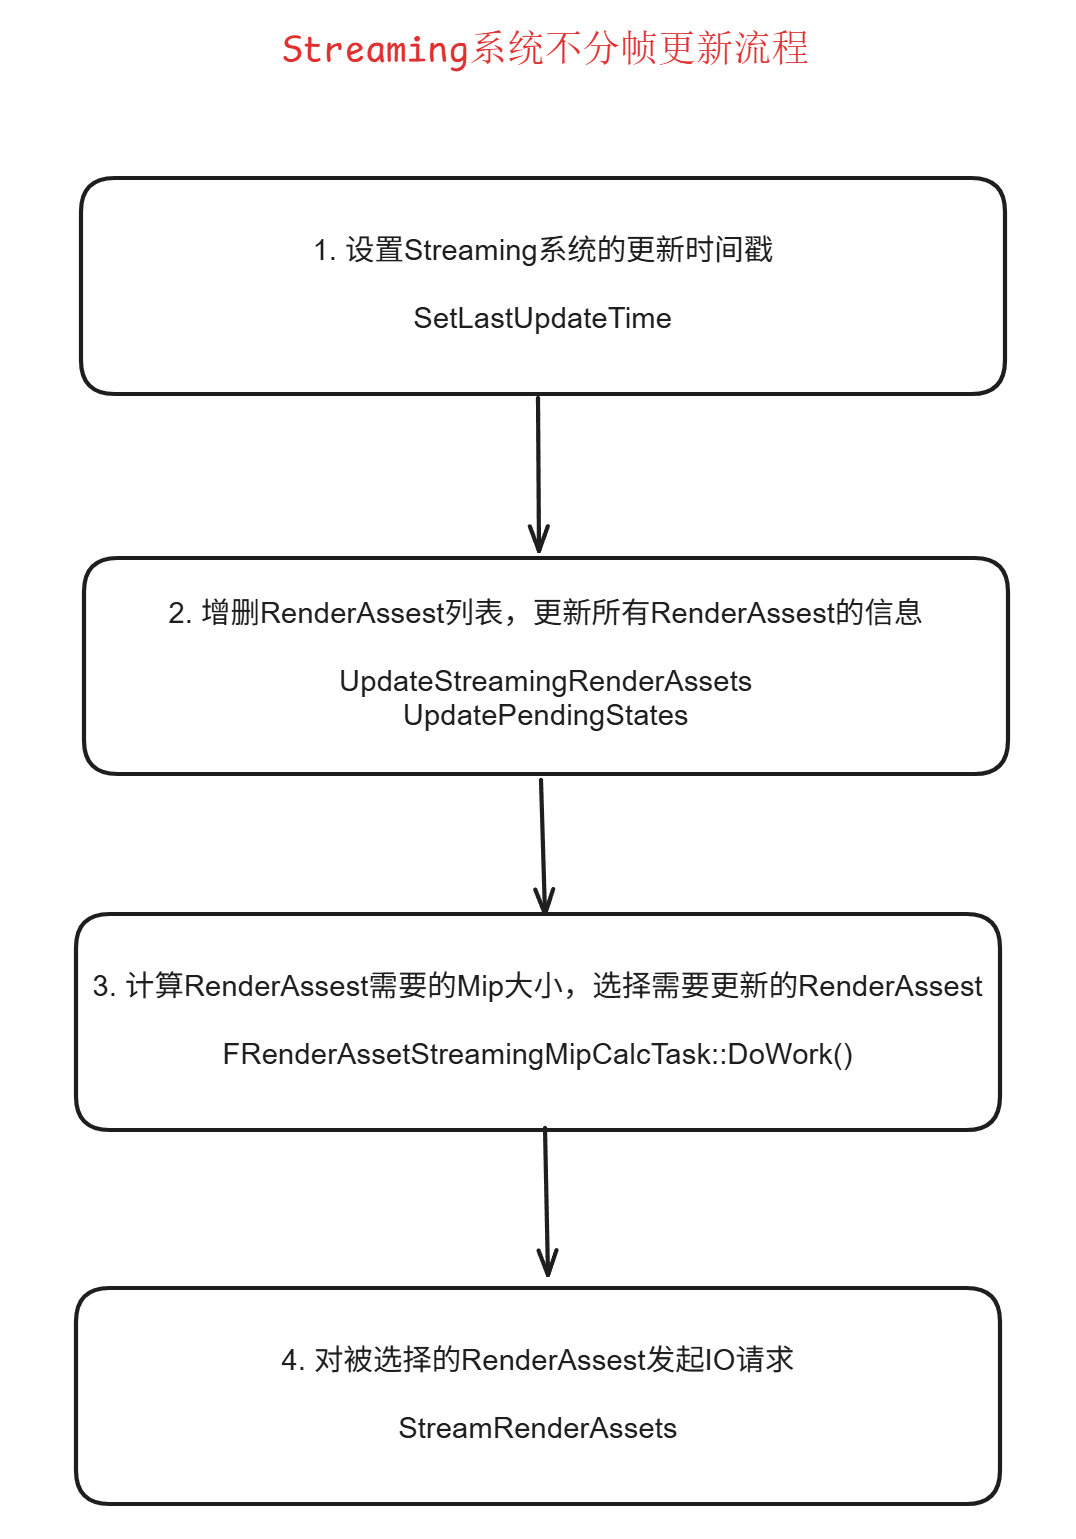 Streaming系统不分帧更新流程
1. 设置Streaming系统的更新时间戳
SetLastUpdateTime
2. 增删RenderAssest列表，更新所有RenderAssest的信息
UpdateStreamingRenderAssets
UpdatePendingStates
3. 计算RenderAssest需要的Mip大小，选择需要更新的RenderAssest
FRenderAssetStreamingMipCalcTask::DoWork()
4. 对被选择的RenderAssest发起IO请求
StreamRenderAssets